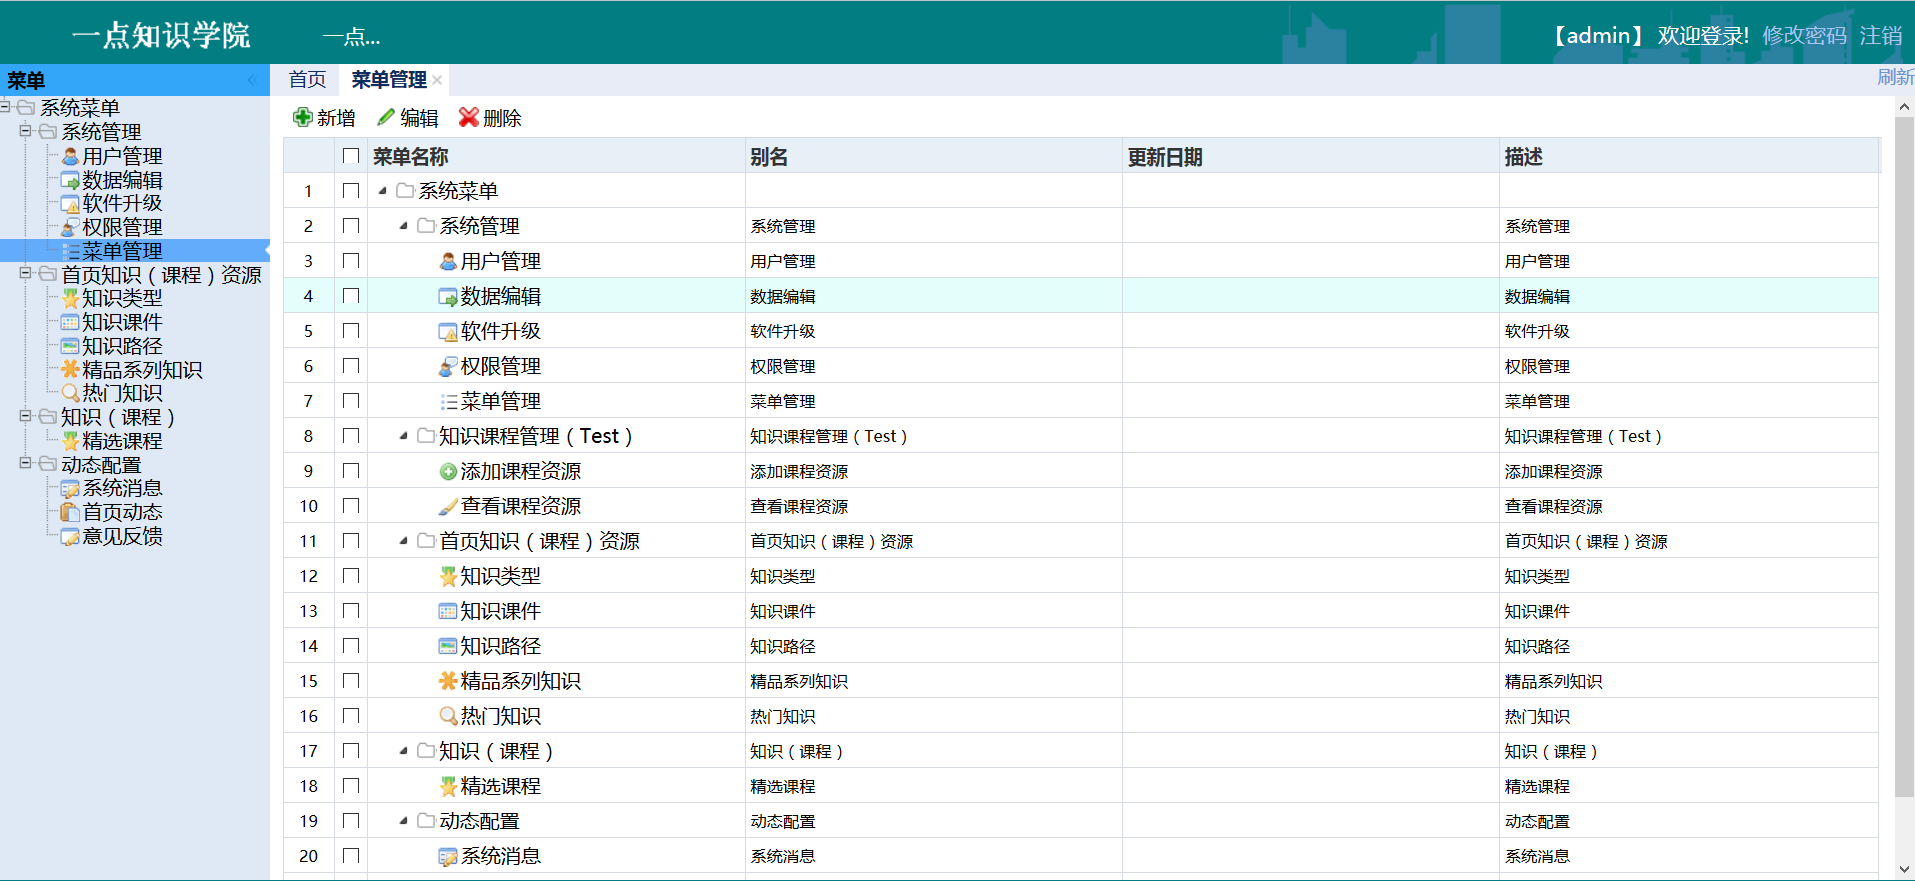 一点知识学院
一点...
【admin】 欢迎登录! 修改密码 注销
菜单
首页 菜单管理
刷新
系统菜单
系统管理
用户管理
数据编辑
软件升级
权限管理
菜单管理
首页知识（课程）资源
知识类型
知识课件
知识路径
精品系列知识
热门知识
知识（课程）
精选课程
动态配置
系统消息
首页动态
意见反馈
新增 编辑 删除
菜单名称 别名 更新日期 描述
1 系统菜单
2 系统管理 系统管理 系统管理
3 用户管理 用户管理 用户管理
4 数据编辑 数据编辑 数据编辑
5 软件升级 软件升级 软件升级
6 权限管理 权限管理 权限管理
7 菜单管理 菜单管理 菜单管理
8 知识课程管理（Test） 知识课程管理（Test） 知识课程管理（Test）
9 添加课程资源 添加课程资源 添加课程资源
10 查看课程资源 查看课程资源 查看课程资源
11 首页知识（课程）资源 首页知识（课程）资源 首页知识（课程）资源
12 知识类型 知识类型 知识类型
13 知识课件 知识课件 知识课件
14 知识路径 知识路径 知识路径
15 精品系列知识 精品系列知识 精品系列知识
16 热门知识 热门知识 热门知识
17 知识（课程） 知识（课程） 知识（课程）
18 精选课程 精选课程 精选课程
19 动态配置 动态配置 动态配置
20 系统消息 系统消息 系统消息